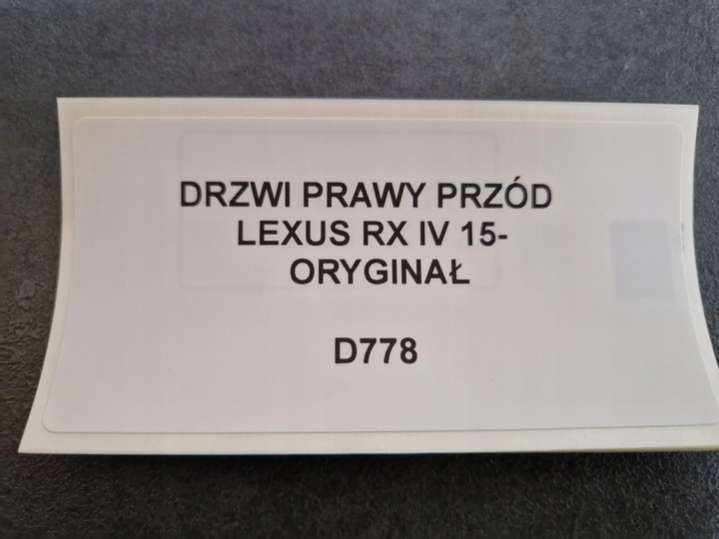 DRZWI PRAWY PRZÓD
LEXUS RX IV 15-
ORYGINAŁ
D778